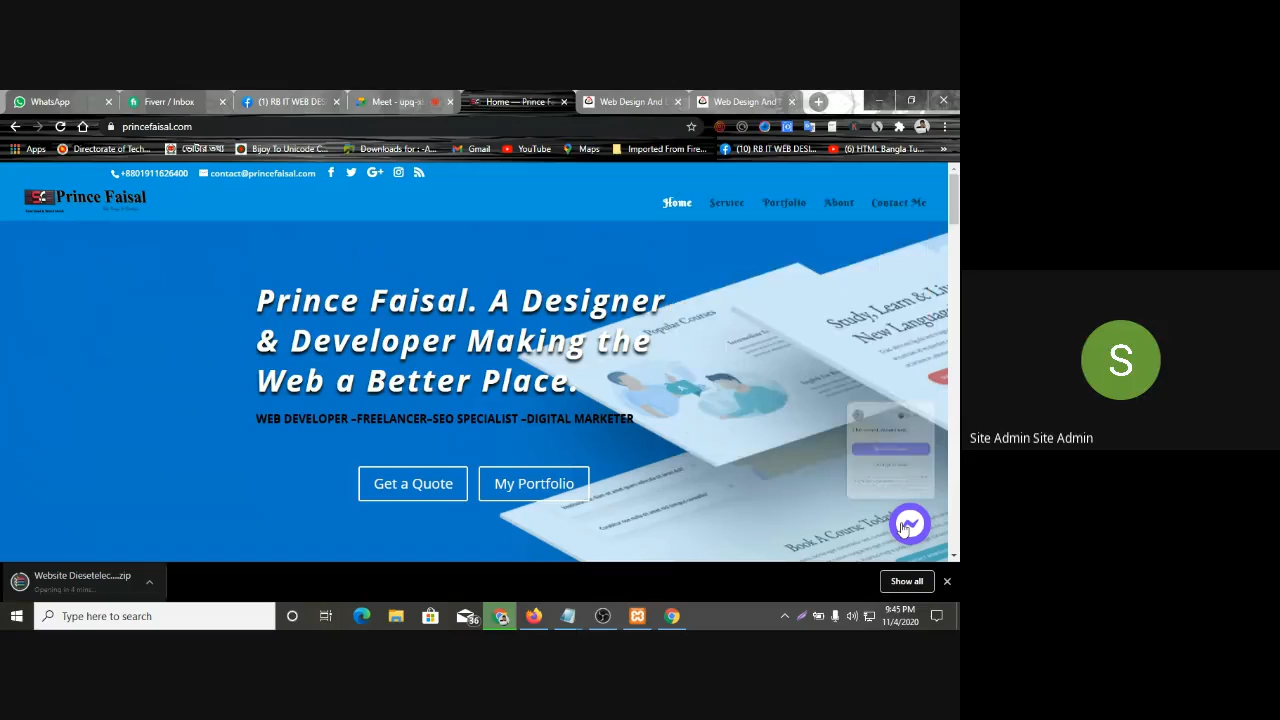 WhatsApp
Fiverr / Inbox
(1) RB IT WEB DES
Meet - upq-s
Home — Prince F
Web Design And
Web Design And
princefaisal.com
Apps
Directorate of Tech...
Bijoy To Unicode C...
Downloads for : -A...
Gmail
YouTube
Maps
Imported From Fire...
(10) RB IT WEB DESI...
(6) HTML Bangla Tu...
»
+8801911626400
contact@princefaisal.com
Prince Faisal
Home
Service
Portfolio
About
Contact Me
Prince Faisal. A Designer
& Developer Making the
Web a Better Place.
WEB DEVELOPER –FREELANCER–SEO SPECIALIST –DIGITAL MARKETER
Get a Quote
My Portfolio
Popular Courses
Study, Learn & Li
New Language
Book A Course Toda
S
Site Admin Site Admin
Website Diesetelec....zip
Opening in 4 mins...
Show all
Type here to search
36
9:45 PM
11/4/2020